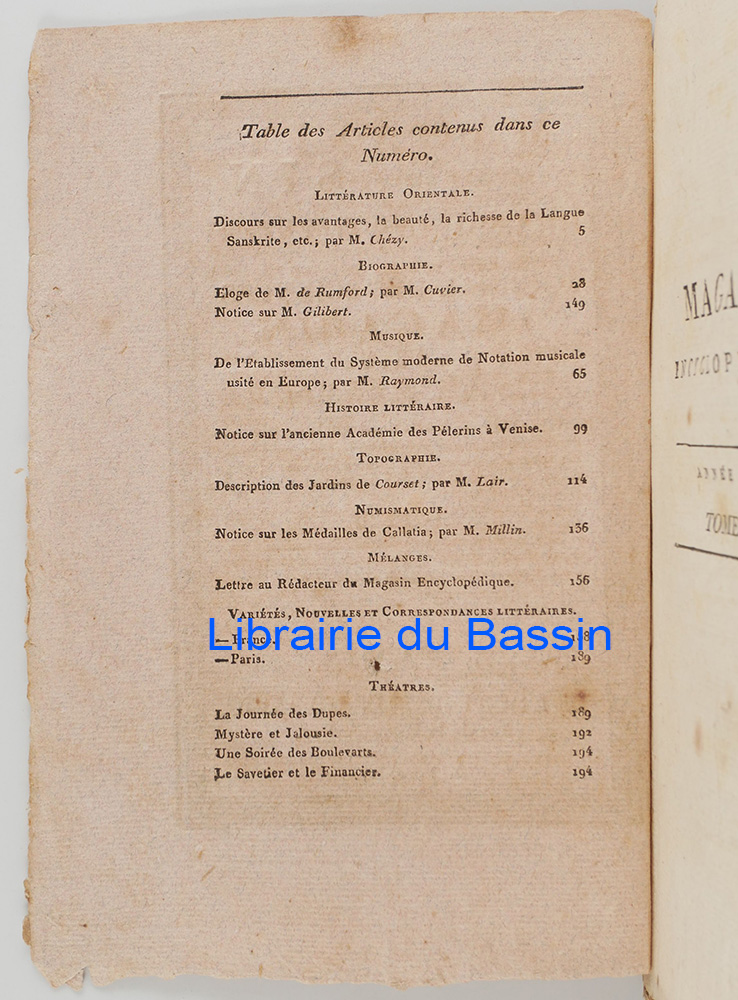 Table des Articles contenus dans ce
Numéro.
LITTÉRATURE ORIENTALE.
Discours sur les avantages, la beauté, la richesse de la Langue
Sanskrite, etc.; par M. Chézy. 5
BIOGRAPHIE.
Eloge de M. de Rumford; par M. Cuvier. 28
Notice sur M. Gilibert. 149
MUSIQUE.
De l'Etablissement du Système moderne de Notation musicale
usité en Europe; par M. Raymond. 65
HISTOIRE LITTÉRAIRE.
Notice sur l'ancienne Académie des Pélerins à Venise. 99
TOPOGRAPHIE.
Description des Jardins de Courset; par M. Lair. 114
NUMISMATIQUE.
Notice sur les Médailles de Callatia; par M. Millin. 136
MÉLANGES.
Lettre au Rédacteur du Magasin Encyclopédique. 156
VARIÉTÉS, NOUVELLES ET CORRESPONDANCES LITTÉRAIRES.
— France.
Librairie du Bassin
— Paris. 189
THÉATRES.
La Journée des Dupes. 189
Mystère et Jalousie. 192
Une Soirée des Boulevarts. 194
Le Savetier et le Financier. 194
MAGA
ENCYCLOP
ANNÉE
TOME